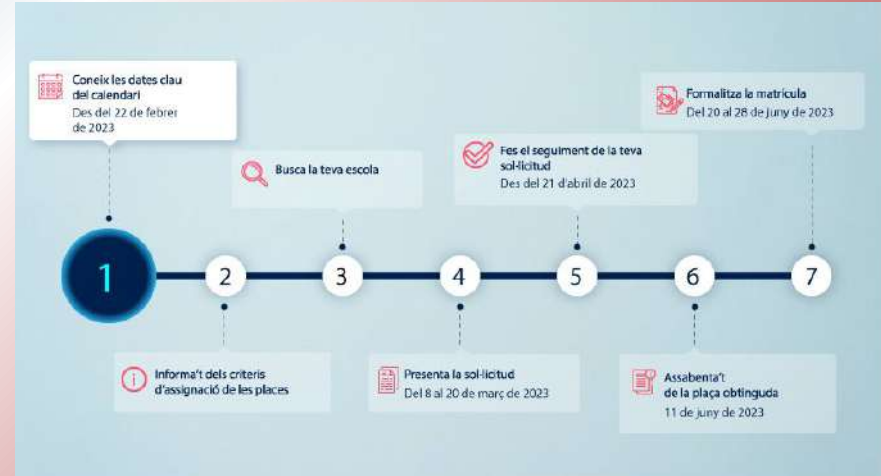 Coneix les dates clau
del calendari
Des del 22 de febrer
de 2023
Busca la teva escola
Fes el seguiment de la teva
sol·licitud
Des del 21 d'abril de 2023
Formalitza la matrícula
Del 20 al 28 de juny de 2023
1
2
3
4
5
6
7
Informa't dels criteris
d'assignació de les places
Presenta la sol·licitud
Del 8 al 20 de març de 2023
Assabenta't
de la plaça obtinguda
11 de juny de 2023